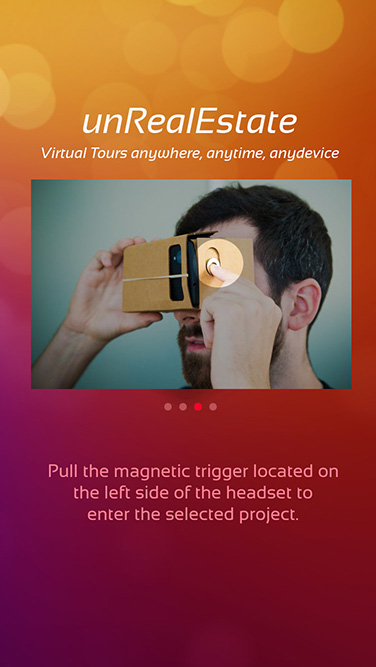 unRealEstate
Virtual Tours anywhere, anytime, anydevice
Pull the magnetic trigger located on
the left side of the headset to
enter the selected project.